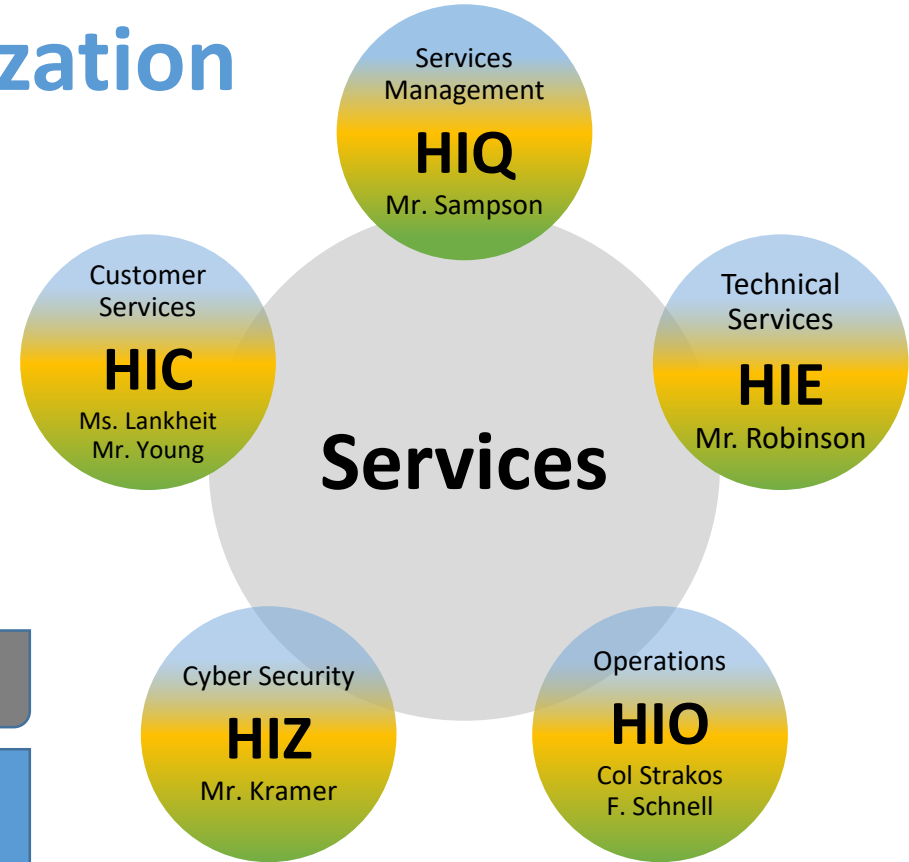 zation
Services
Management
HIQ
Mr. Sampson
Customer
Services
HIC
Ms. Lankheit
Mr. Young
Technical
Services
HIE
Mr. Robinson
Services
Cyber Security
HIZ
Mr. Kramer
Operations
HIO
Col Strakos
F. Schnell